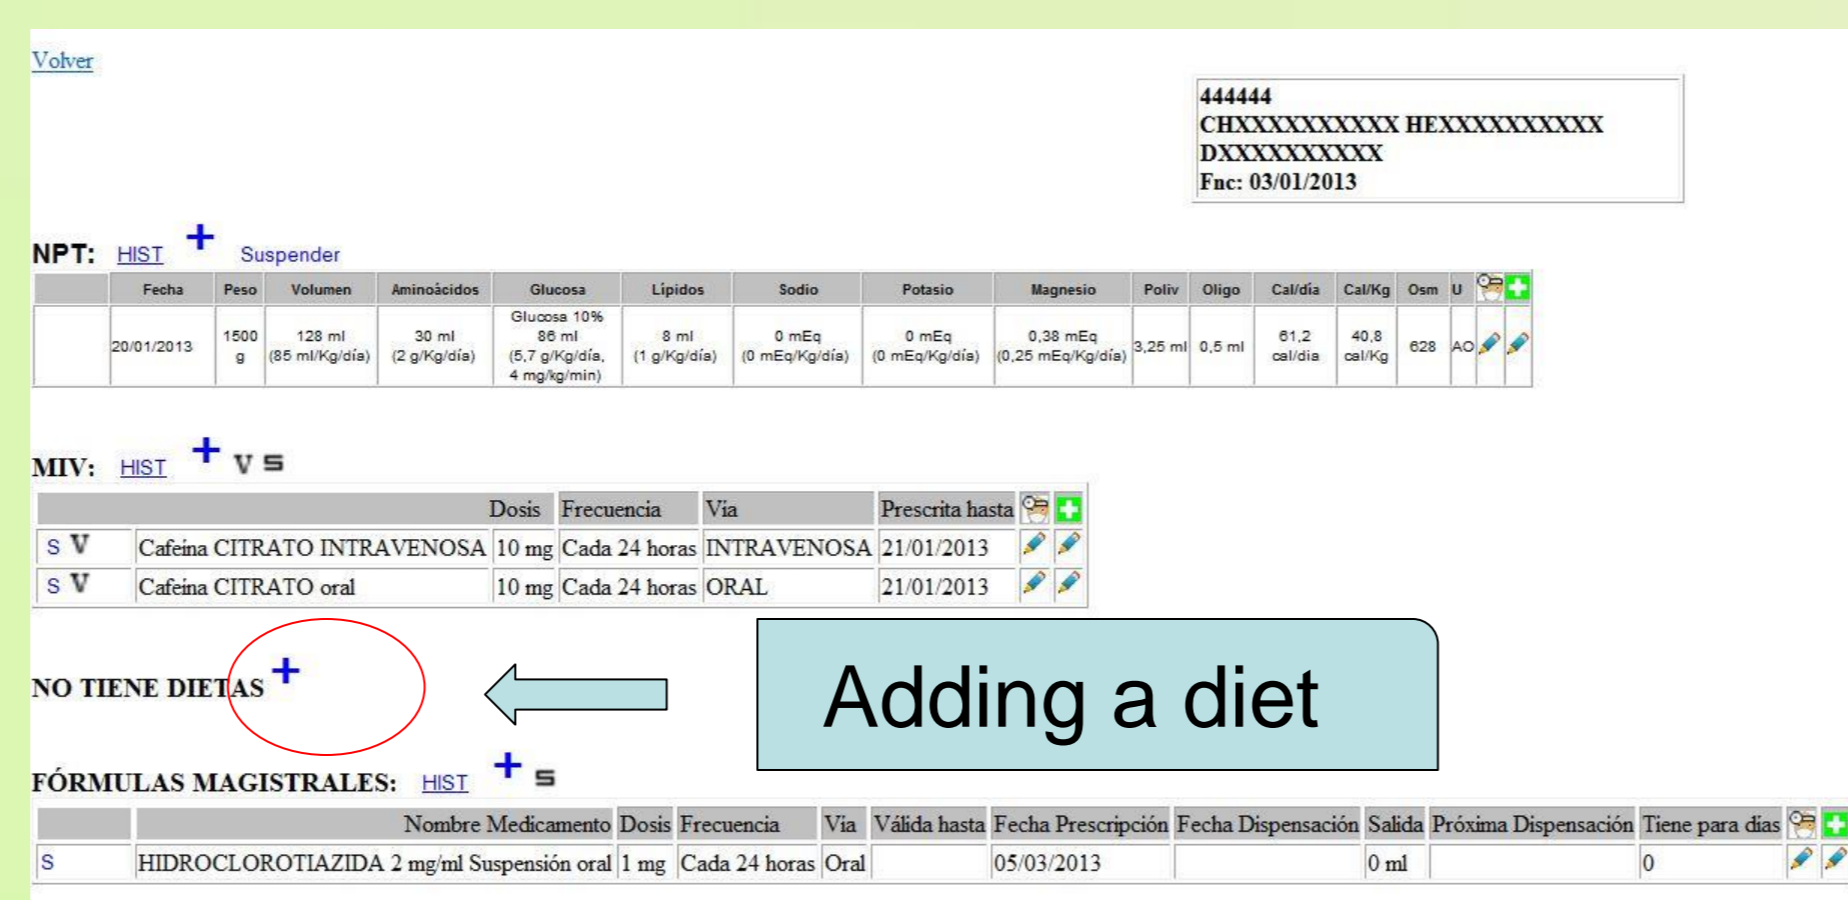 Volver
444444
CHXXXXXXXXXX HEXXXXXXXXXX
DXXXXXXXXXX
Fnc: 03/01/2013
NPT: HIST + Suspender
Fecha Peso Volumen Aminoácidos Glucosa Lípidos Sodio Potasio Magnesio Poliv Oligo Cal/día Cal/Kg Osm U
20/01/2013 1500 g 128 ml (85 ml/Kg/día) 30 ml (2 g/Kg/día) Glucosa 10% 86 ml (5,7 g/Kg/día, 4 mg/kg/min) 8 ml (1 g/Kg/día) 0 mEq (0 mEq/Kg/día) 0 mEq (0 mEq/Kg/día) 0,38 mEq (0,25 mEq/Kg/día) 3,25 ml 0,5 ml 61,2 cal/dia 40,8 cal/Kg 628 AO
MIV: HIST + V S
Dosis Frecuencia Vía Prescrita hasta
S V Cafeína CITRATO INTRAVENOSA 10 mg Cada 24 horas INTRAVENOSA 21/01/2013
S V Cafeína CITRATO oral 10 mg Cada 24 horas ORAL 21/01/2013
NO TIENE DIETAS +
Adding a diet
FÓRMULAS MAGISTRALES: HIST + S
Nombre Medicamento Dosis Frecuencia Vía Válida hasta Fecha Prescripción Fecha Dispensación Salida Próxima Dispensación Tiene para días
S HIDROCLOROTIAZIDA 2 mg/ml Suspensión oral 1 mg Cada 24 horas Oral 05/03/2013 0 ml 0